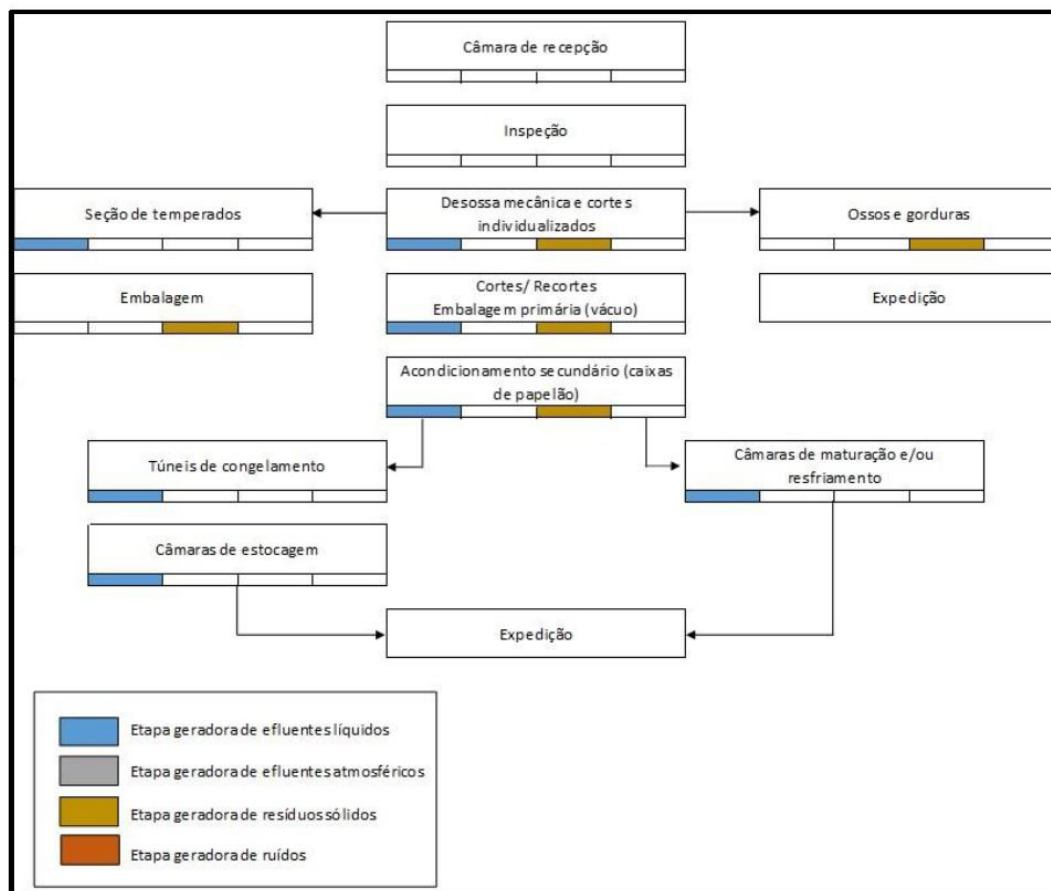 Câmara de recepção
Inspeção
Seção de temperados
Desossa mecânica e cortes
individualizados
Ossos e gorduras
Embalagem
Cortes/ Recortes
Embalagem primária (vácuo)
Expedição
Acondicionamento secundário (caixas
de papelão)
Túneis de congelamento
Câmaras de maturação e/ou
resfriamento
Câmaras de estocagem
Expedição
Etapa geradora de efluentes líquidos
Etapa geradora de efluentes atmosféricos
Etapa geradora de resíduos sólidos
Etapa geradora de ruídos